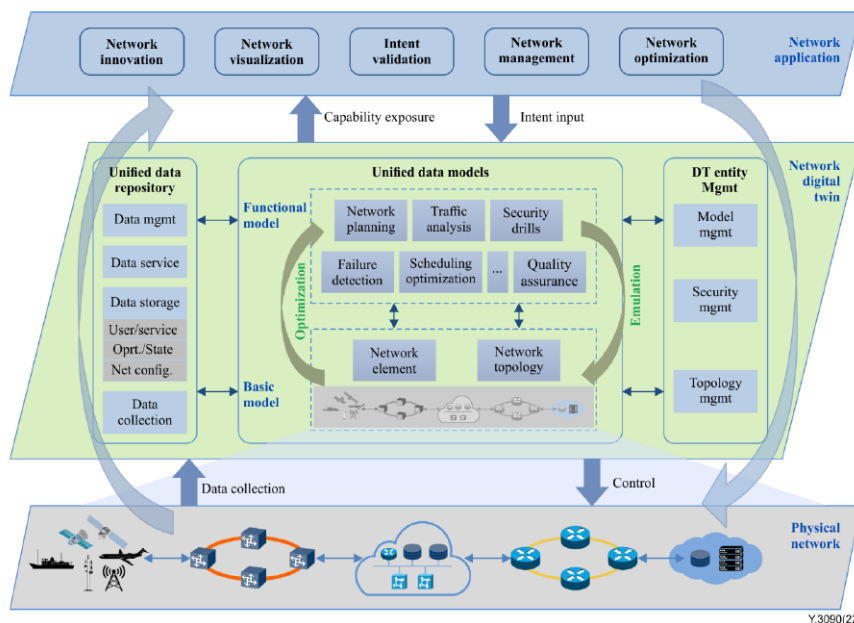 Network
innovation
Network
visualization
Intent
validation
Network
management
Network
optimization
Network
application
Capability exposure
Intent input
Unified data
repository
Data mgmt
Data service
Data storage
User/service
Oprt./State
Net config.
Data
collection
Unified data models
Functional
model
Network
planning
Traffic
analysis
Security
drills
Failure
detection
Scheduling
optimization
...
Quality
assurance
Optimization
Emulation
Basic
model
Network
element
Network
topology
DT entity
Mgmt
Model
mgmt
Security
mgmt
Topology
mgmt
Network
digital
twin
Data collection
Control
Physical
network